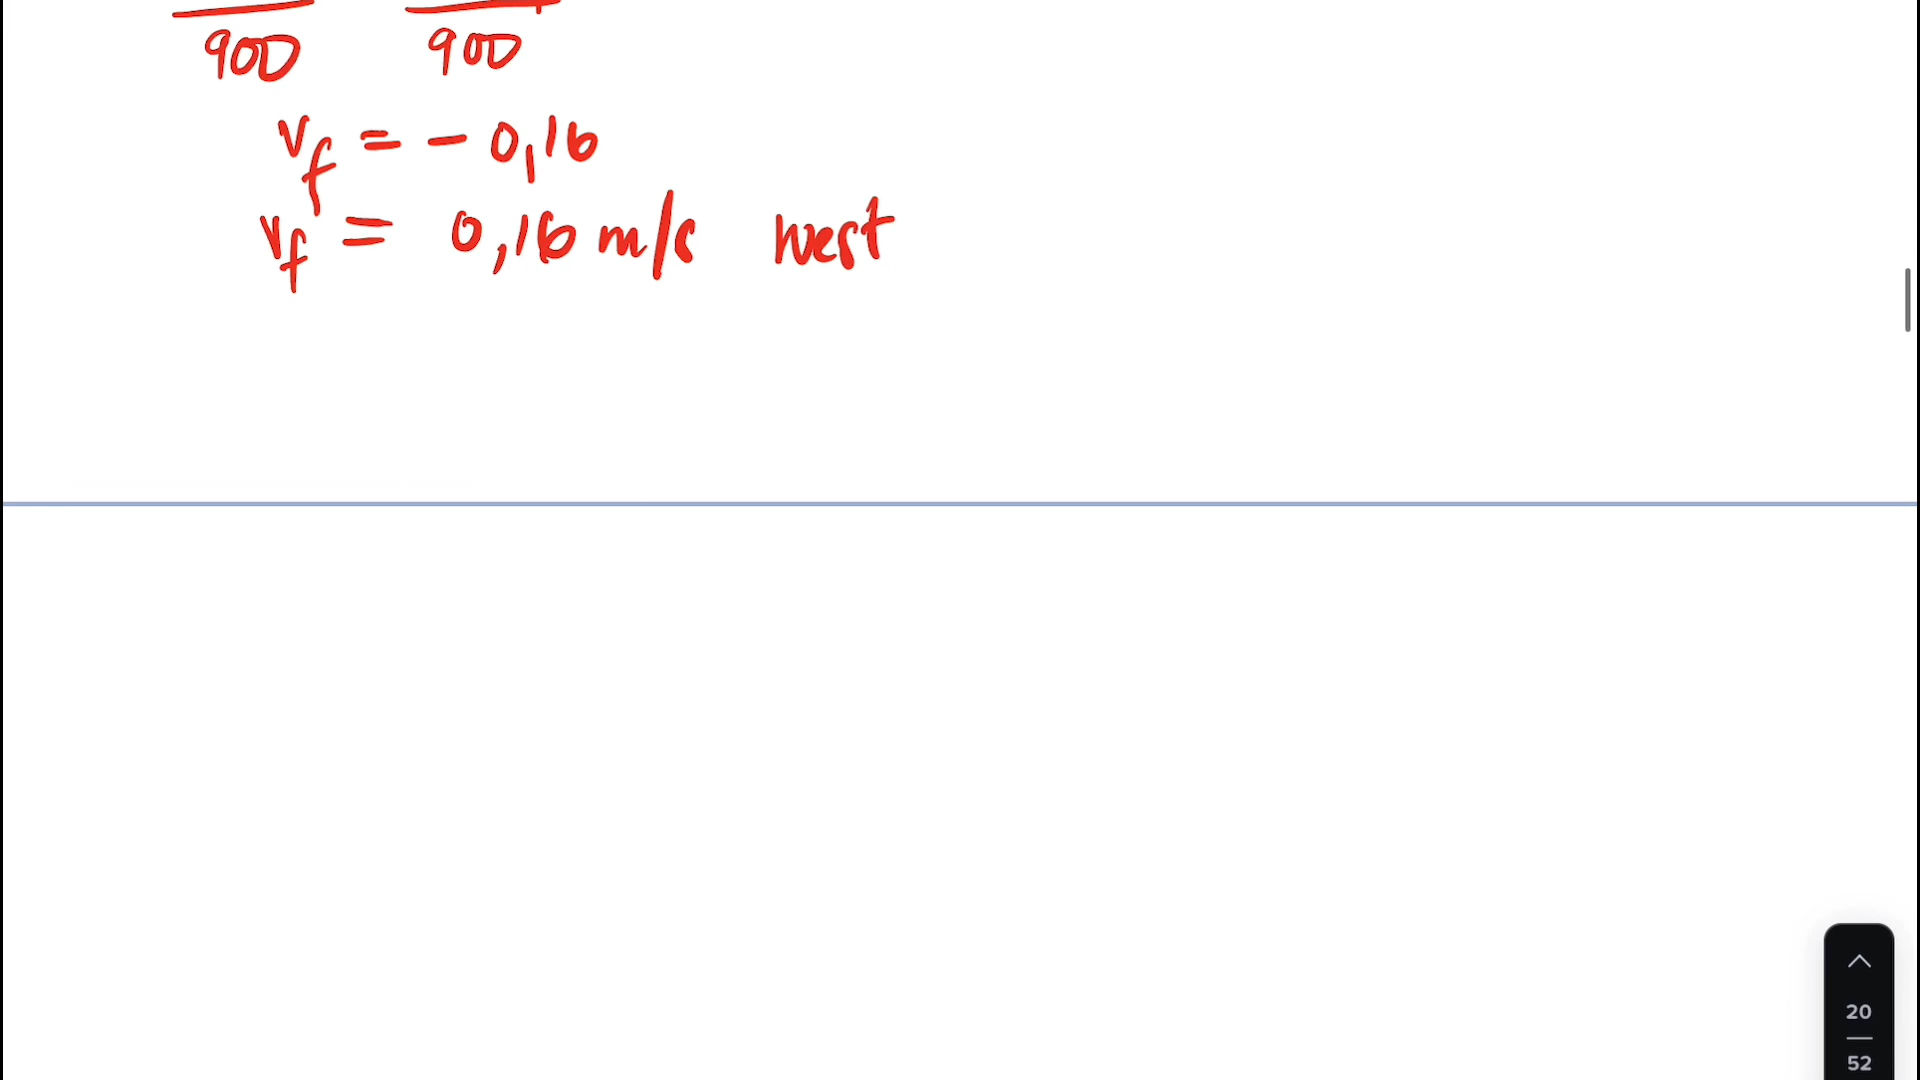 900 900
vf = - 0,16
vf = 0,16 m/s west
20
52